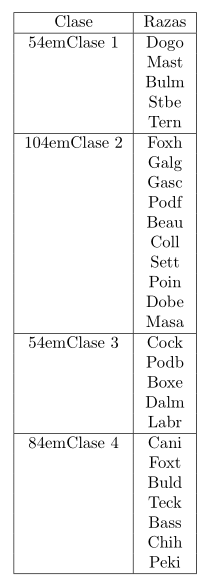 Clase Razas
54emClase 1 Dogo
Mast
Bulm
Stbe
Tern
104emClase 2 Foxh
Galg
Gasc
Podf
Beau
Coll
Sett
Poin
Dobe
Masa
54emClase 3 Cock
Podb
Boxe
Dalm
Labr
84emClase 4 Cani
Foxt
Buld
Teck
Bass
Chih
Peki